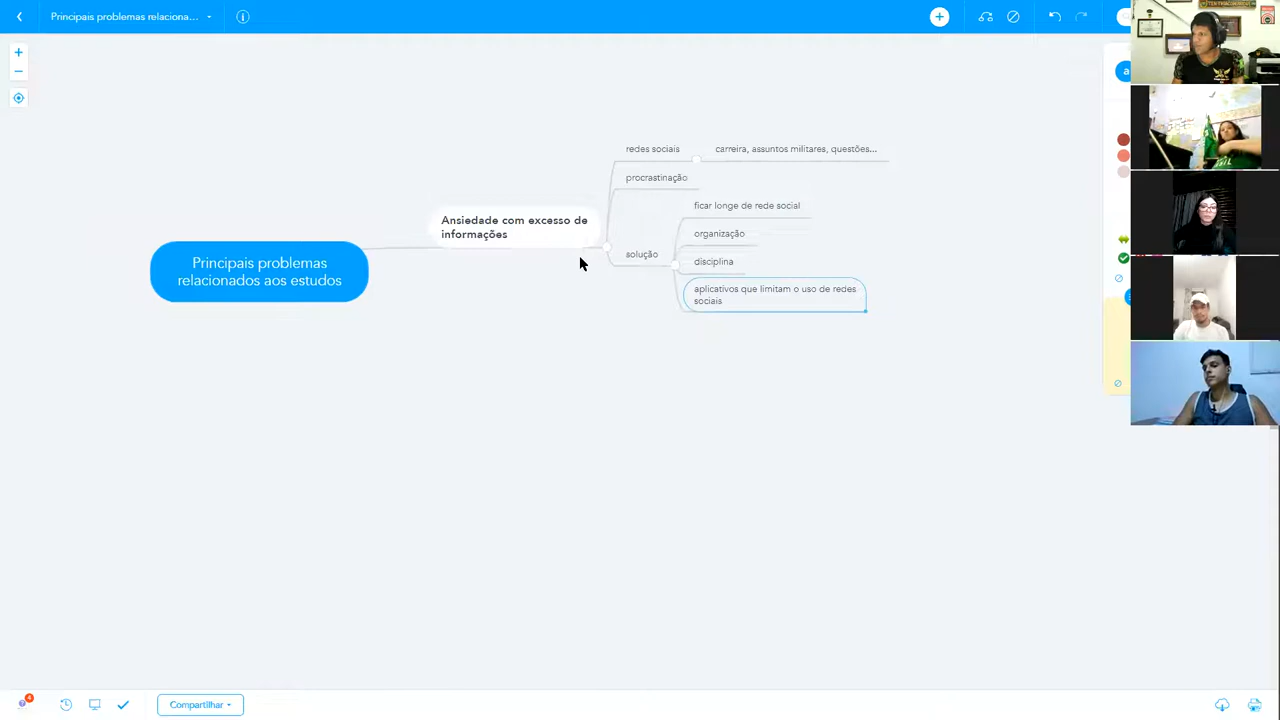 Principais problemas relaciona...
redes sociais
carreira, assuntos militares, questões...
procrastinação
ficar longe de rede social
Ansiedade com excesso de
informações
organização
solução
disciplina
Principais problemas
relacionados aos estudos
aplicativos que limitam o uso de redes
sociais
a
4
Compartilhar